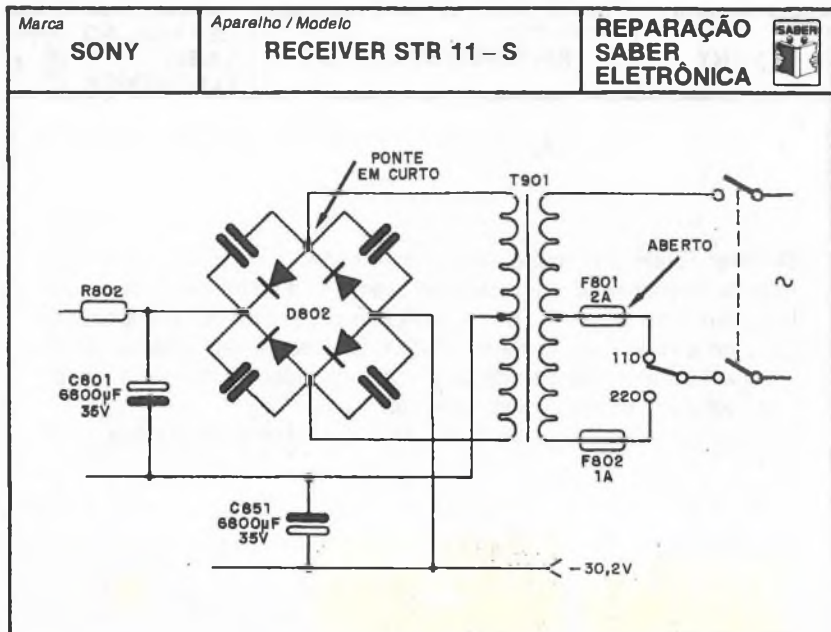 Marca
SONY
Aparelho / Modelo
RECEIVER STR 11-S
REPARAÇÃO
SABER
ELETRÔNICA
SABER
PONTE
EM CURTO
T901
ABERTO
F801
2A
R802
D802
∼
110
C801
6800µF
35V
220
F802
1A
C851
6800µF
35V
-30,2V